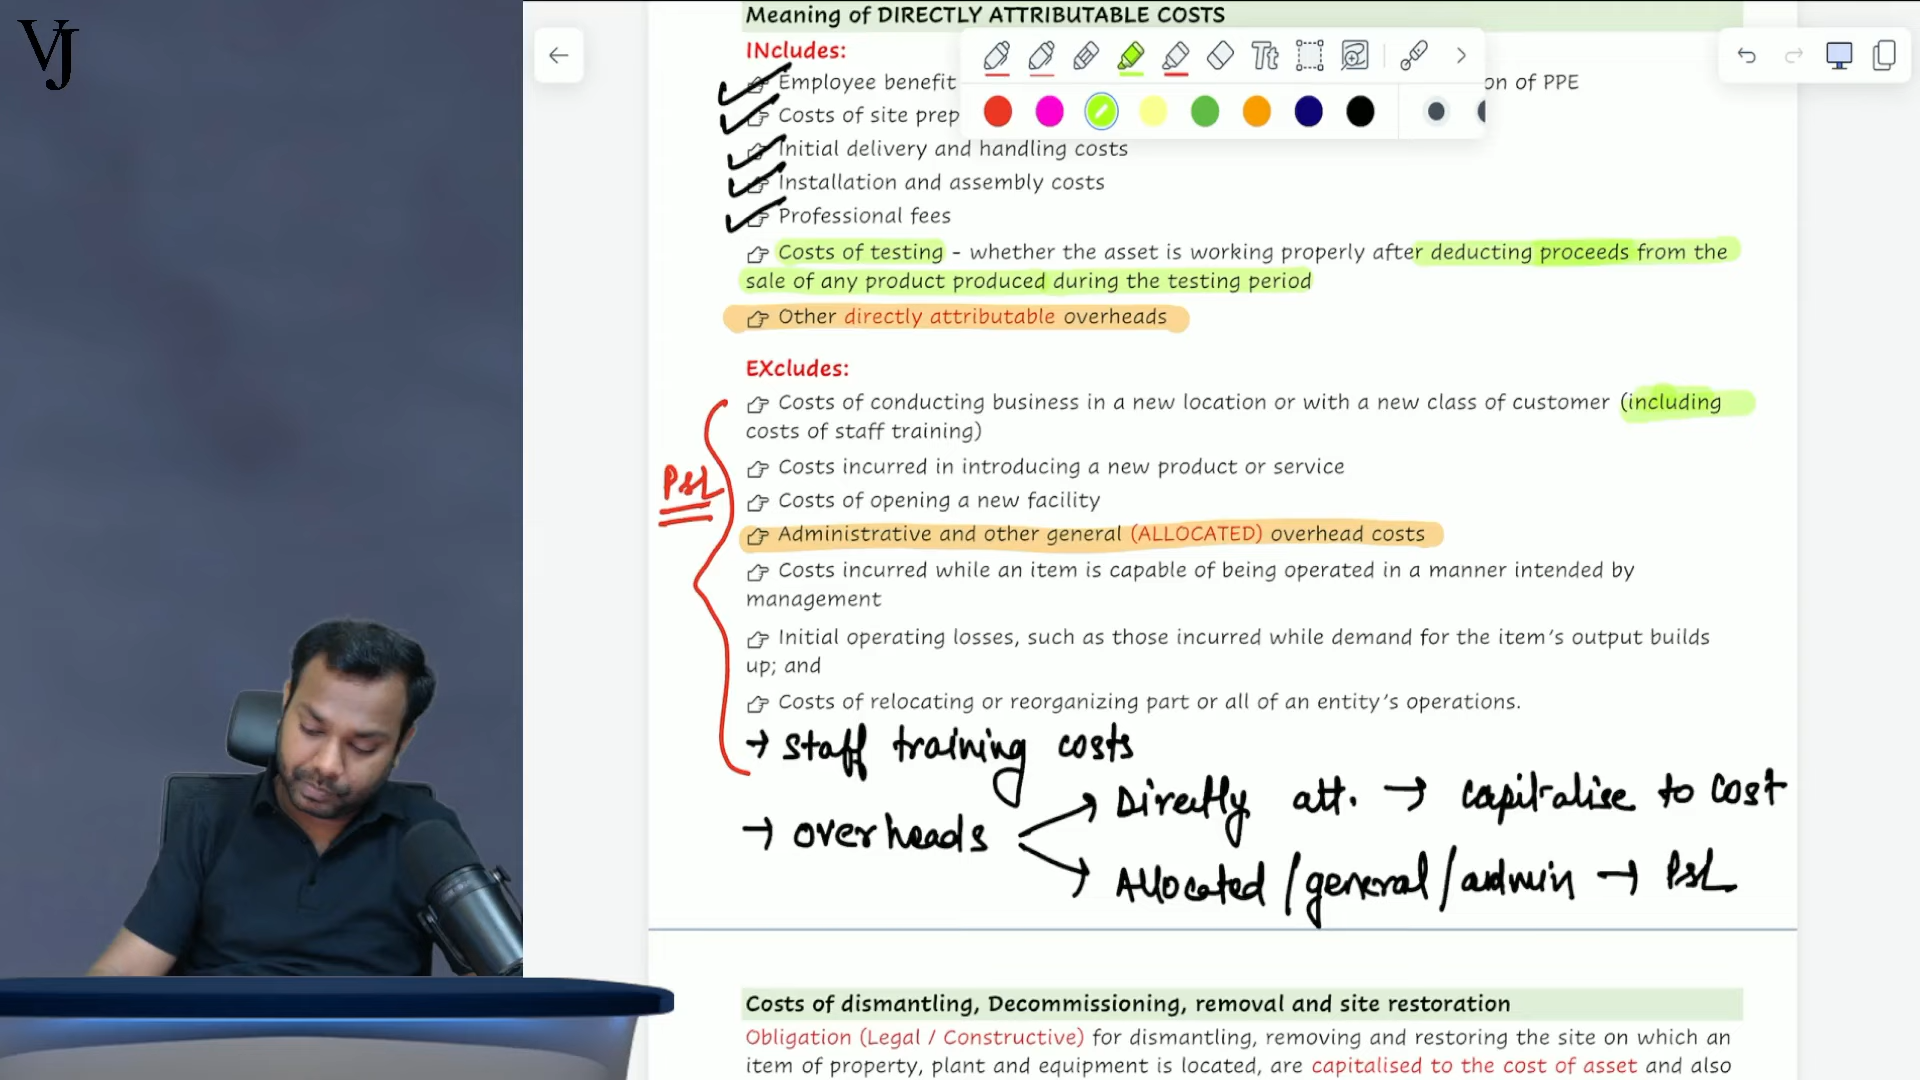 VJ
Meaning of DIRECTLY ATTRIBUTABLE COSTS
INcludes:
Employee benefit on of PPE
Costs of site prep
Initial delivery and handling costs
Installation and assembly costs
Professional fees
Costs of testing - whether the asset is working properly after deducting proceeds from the
sale of any product produced during the testing period
Other directly attributable overheads
EXcludes:
Costs of conducting business in a new location or with a new class of customer (including
costs of staff training)
Costs incurred in introducing a new product or service
P&L
Costs of opening a new facility
Administrative and other general (ALLOCATED) overhead costs
Costs incurred while an item is capable of being operated in a manner intended by
management
Initial operating losses, such as those incurred while demand for the item's output builds
up; and
Costs of relocating or reorganizing part or all of an entity's operations.
→ Staff training costs
→ overheads
→ Directly att. → capitalise to cost
→ Allocated/general/admin → P&L
Costs of dismantling, Decommissioning, removal and site restoration
Obligation (Legal / Constructive) for dismantling, removing and restoring the site on which an
item of property, plant and equipment is located, are capitalised to the cost of asset and also